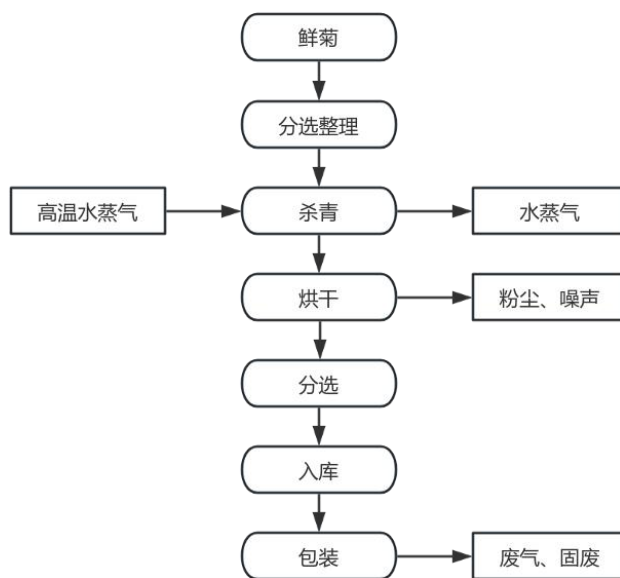 鲜菊
分选整理
高温水蒸气
杀青
水蒸气
烘干
粉尘、噪声
分选
入库
包装
废气、固废